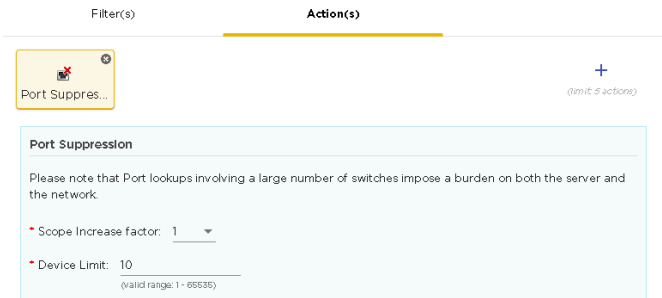 Filter(s) Action(s)
Port Suppres...
(limit 5 actions)
Port Suppression
Please note that Port lookups involving a large number of switches impose a burden on both the server and
the network.
* Scope Increase factor: 1
* Device Limit: 10
(valid range: 1 - 65535)